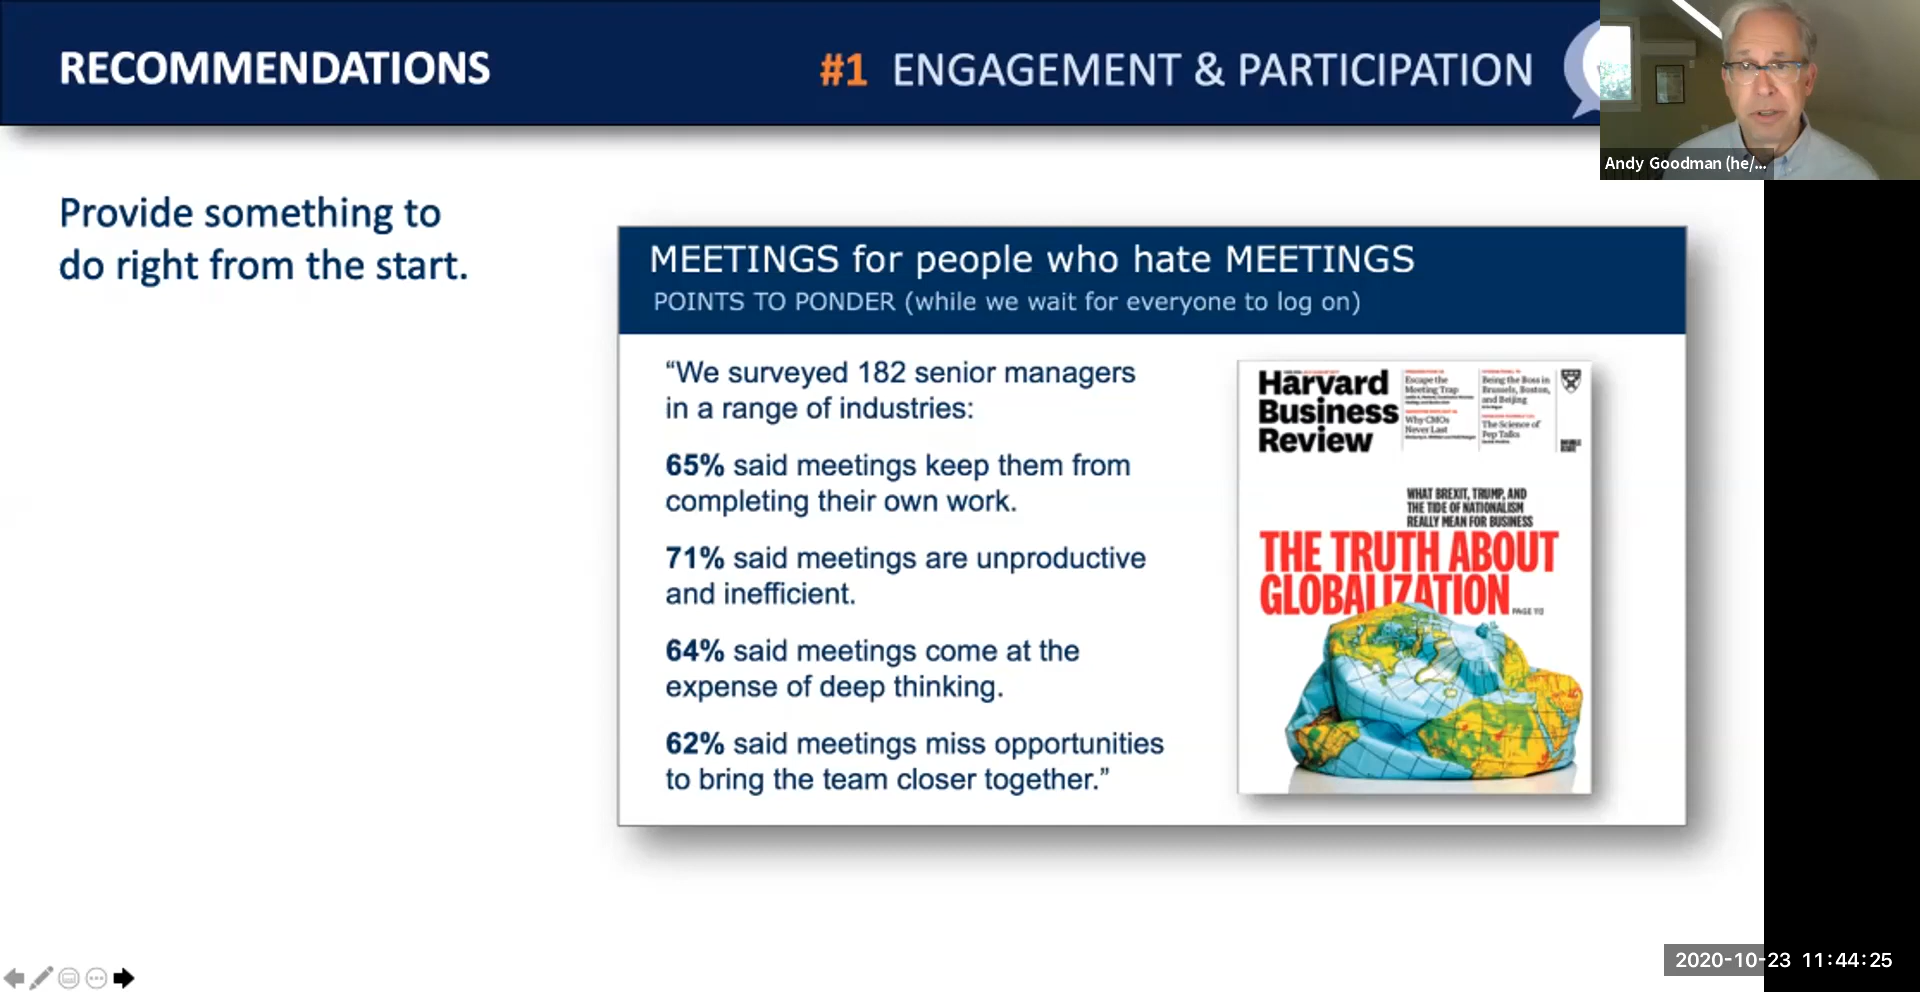 RECOMMENDATIONS
#1 ENGAGEMENT & PARTICIPATION
Andy Goodman (he/...
Provide something to
do right from the start.
MEETINGS for people who hate MEETINGS
POINTS TO PONDER (while we wait for everyone to log on)
“We surveyed 182 senior managers
in a range of industries:
65% said meetings keep them from
completing their own work.
71% said meetings are unproductive
and inefficient.
64% said meetings come at the
expense of deep thinking.
62% said meetings miss opportunities
to bring the team closer together.”
Harvard
Business
Review
Escape the
Meeting Trap
Why CMOs
Never Last
Being the Boss in
Brussels, Boston,
and Beijing
The Science of
Pep Talks
WHAT BREXIT, TRUMP, AND
THE TIDE OF NATIONALISM
REALLY MEAN FOR BUSINESS
THE TRUTH ABOUT
GLOBALIZATION
2020-10-23 11:44:25